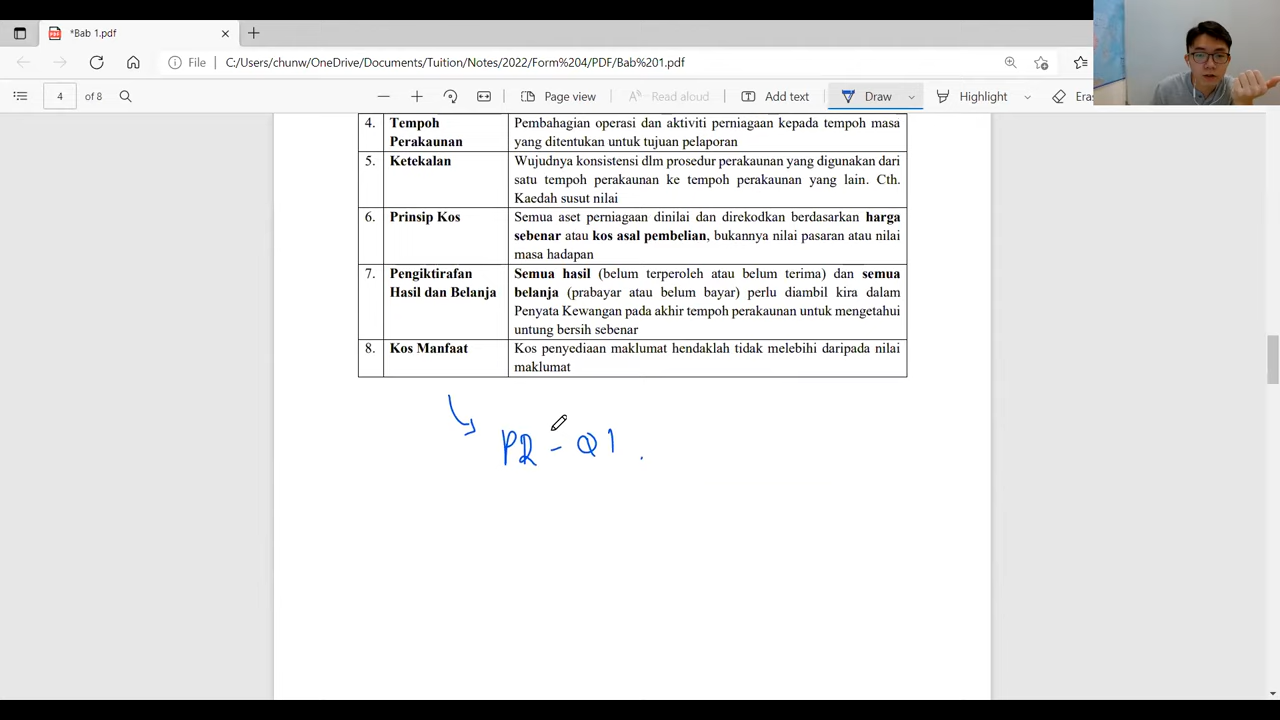 *Bab 1.pdf
File
C:/Users/chunw/OneDrive/Documents/Tuition/Notes/2022/Form%204/PDF/Bab%201.pdf
4 of 8
Page view
Read aloud
Add text
Draw
Highlight
Eras
4. Tempoh Perakaunan
Pembahagian operasi dan aktiviti perniagaan kepada tempoh masa
yang ditentukan untuk tujuan pelaporan
5. Ketekalan
Wujudnya konsistensi dlm prosedur perakaunan yang digunakan dari
satu tempoh perakaunan ke tempoh perakaunan yang lain. Cth.
Kaedah susut nilai
6. Prinsip Kos
Semua aset perniagaan dinilai dan direkodkan berdasarkan harga
sebenar atau kos asal pembelian, bukannya nilai pasaran atau nilai
masa hadapan
7. Pengiktirafan
Hasil dan Belanja
Semua hasil (belum terperoleh atau belum terima) dan semua
belanja (prabayar atau belum bayar) perlu diambil kira dalam
Penyata Kewangan pada akhir tempoh perakaunan untuk mengetahui
untung bersih sebenar
8. Kos Manfaat
Kos penyediaan maklumat hendaklah tidak melebihi daripada nilai
maklumat
PR - Q1